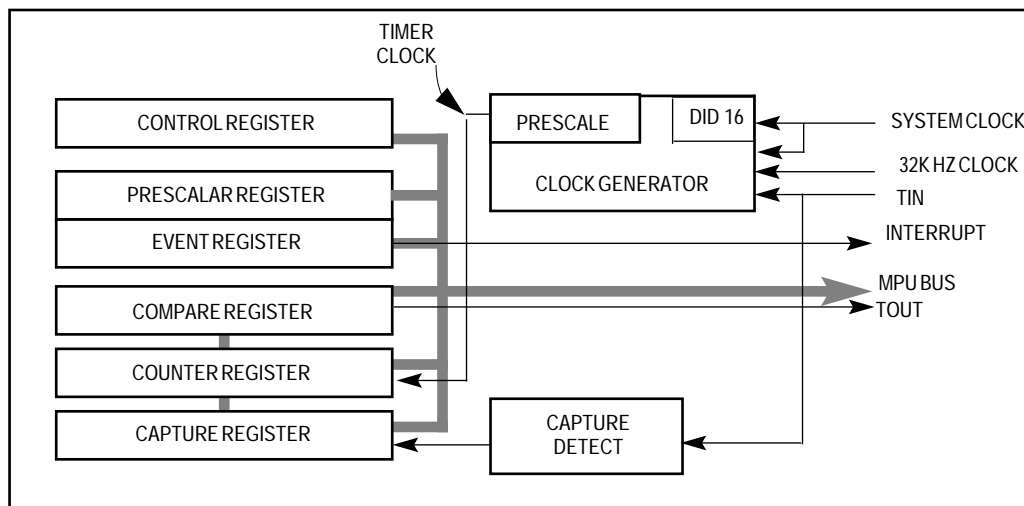 TIMER
CLOCK
CONTROL REGISTER
PRESCALE
DID 16
SYSTEM CLOCK
32K HZ CLOCK
CLOCK GENERATOR
PRESCALAR REGISTER
TIN
EVENT REGISTER
INTERRUPT
MPU BUS
COMPARE REGISTER
TOUT
COUNTER REGISTER
CAPTURE REGISTER
CAPTURE
DETECT